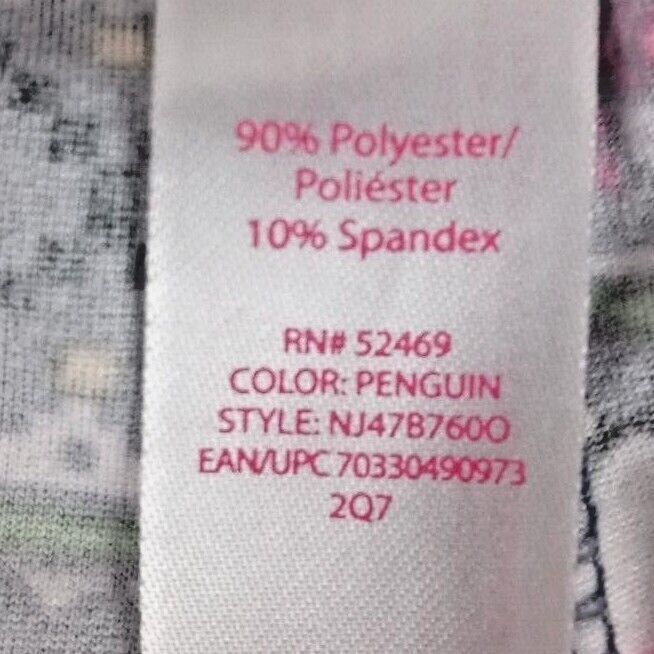 90% Polyester/
Poliéster
10% Spandex
RN# 52469
COLOR: PENGUIN
STYLE: NJ47B760O
EAN/UPC 70330490973
2Q7